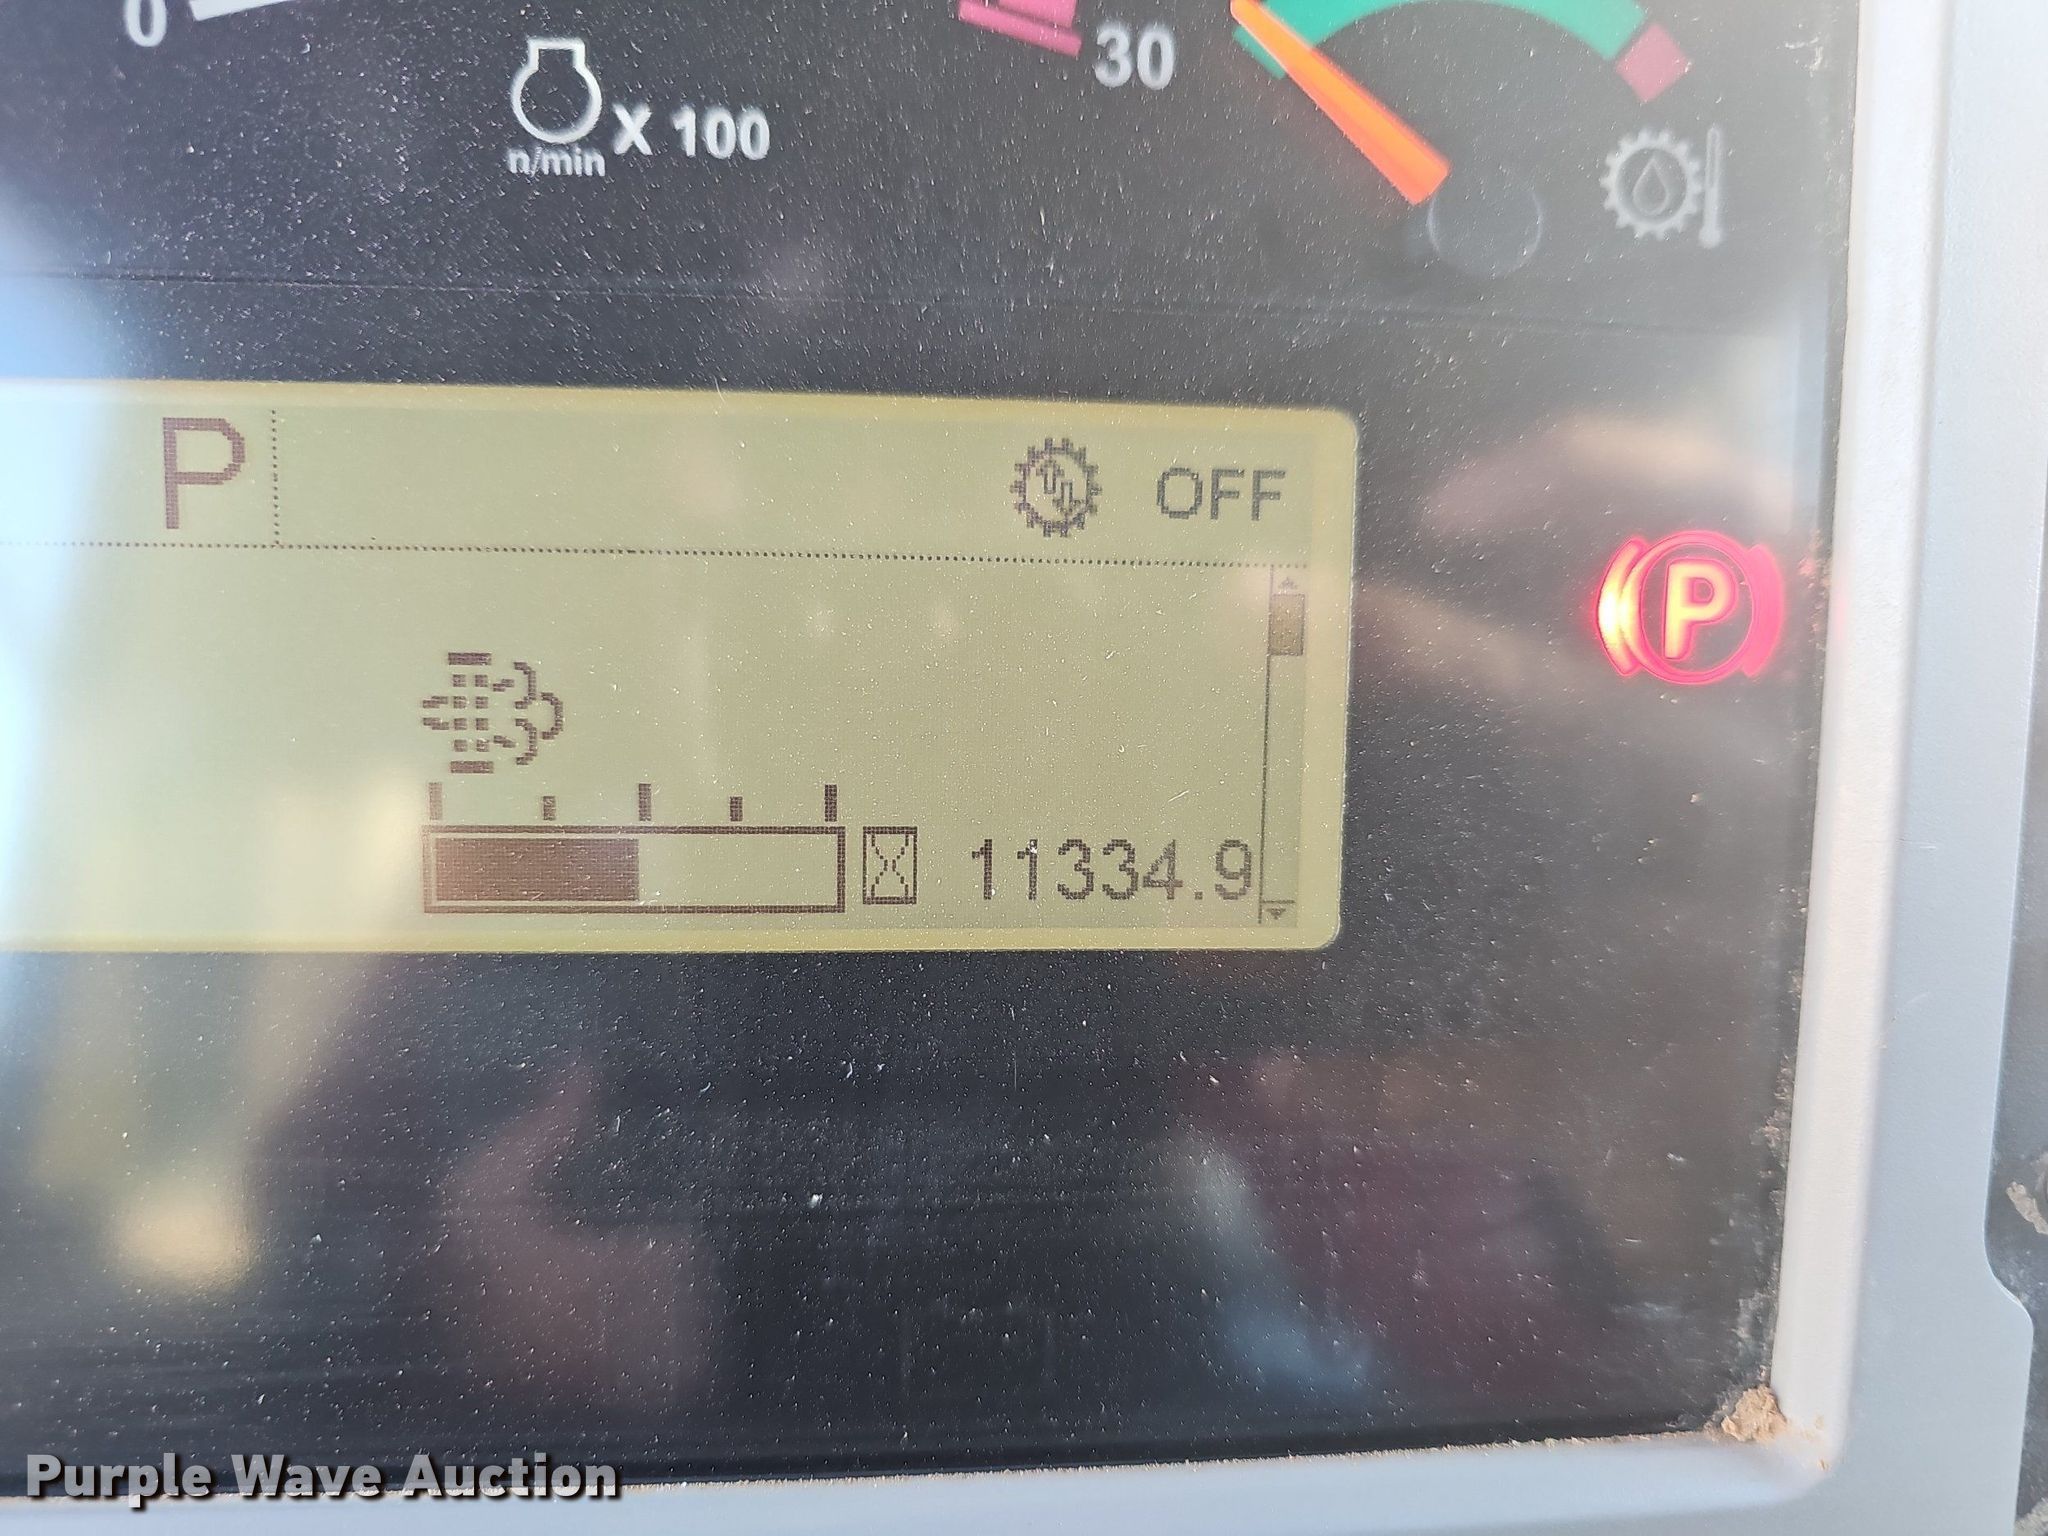 0
30
X 100
n/min
P
OFF
P
11334.9
Purple Wave Auction